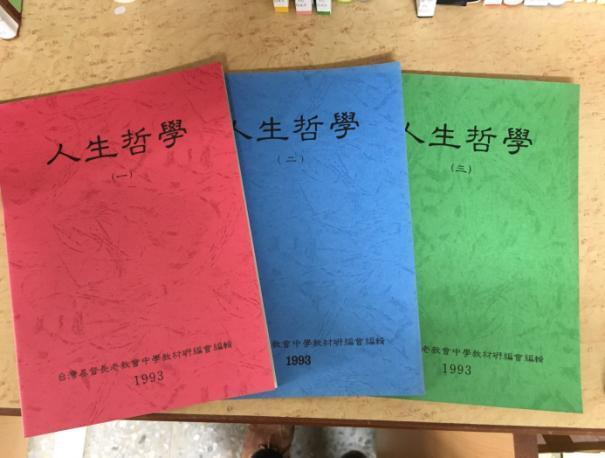 人生哲學
(一)
台灣基督長老教會中學教材研編會編輯
1993
人生哲學
(二)
教會中學教材研編會編輯
1993
人生哲學
(三)
老教會中學教材研編會編輯
1993